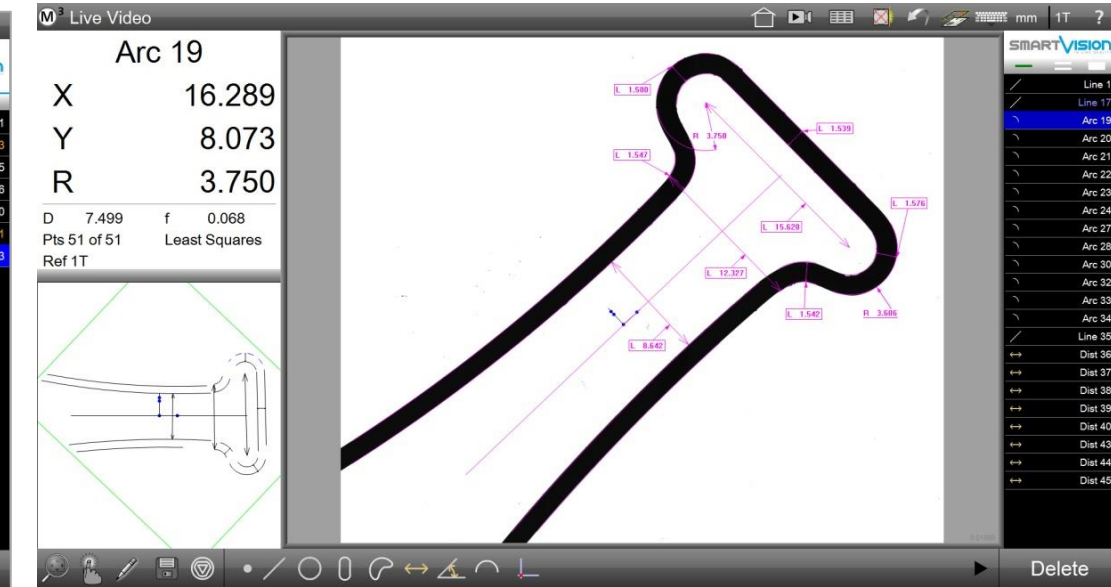 M³ Live Video
mm
1T
?
Arc 19
X 16.289
Y 8.073
R 3.750
D 7.499 f 0.068
Pts 51 of 51 Least Squares
Ref 1T
L 1.500
L 1.539
R 3.750
L 1.547
L 1.576
L 15.620
L 12.327
L 1.542
R 3.606
L 8.642
SMARTVISION
Line 1
Line 17
Arc 19
Arc 20
Arc 21
Arc 22
Arc 23
Arc 24
Arc 27
Arc 28
Arc 30
Arc 32
Arc 33
Arc 34
Line 35
Dist 36
Dist 37
Dist 38
Dist 39
Dist 40
Dist 43
Dist 44
Dist 45
Delete